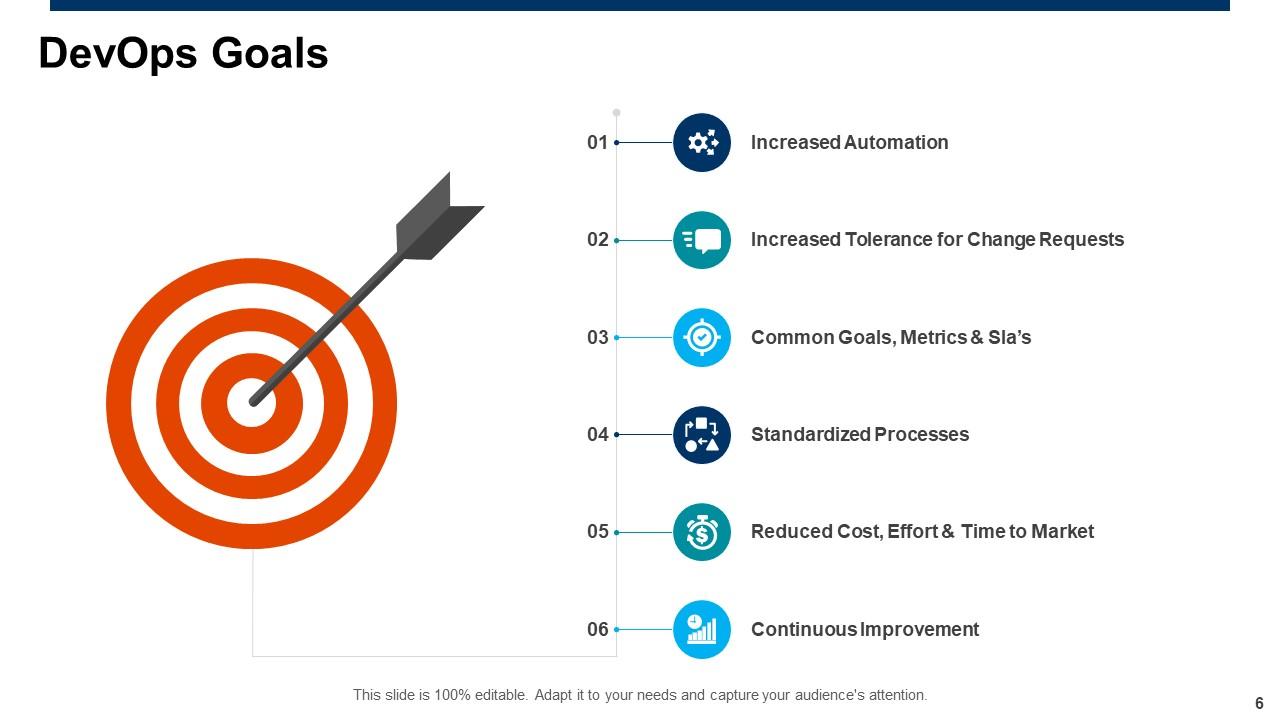 DevOps Goals
01 Increased Automation
02 Increased Tolerance for Change Requests
03 Common Goals, Metrics & Sla’s
04 Standardized Processes
05 Reduced Cost, Effort & Time to Market
06 Continuous Improvement
This slide is 100% editable. Adapt it to your needs and capture your audience's attention.
6